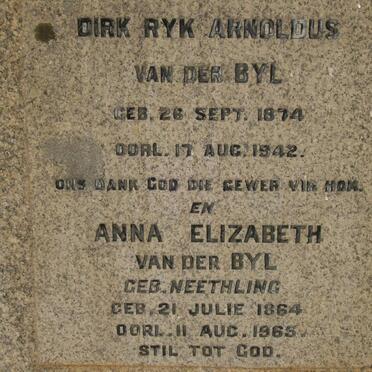 DIRK RYK ARNOLDUS
VAN DER BYL
GEB. 26 SEPT. 1874
OORL. 17 AUG. 1942.
ONS DANK GOD DIE GEWER VIR HOM.
EN
ANNA ELIZABETH
VAN DER BYL
GEB. NEETHLING
GEB. 21 JULIE 1864
OORL. 11 AUG. 1965.
STIL TOT GOD.